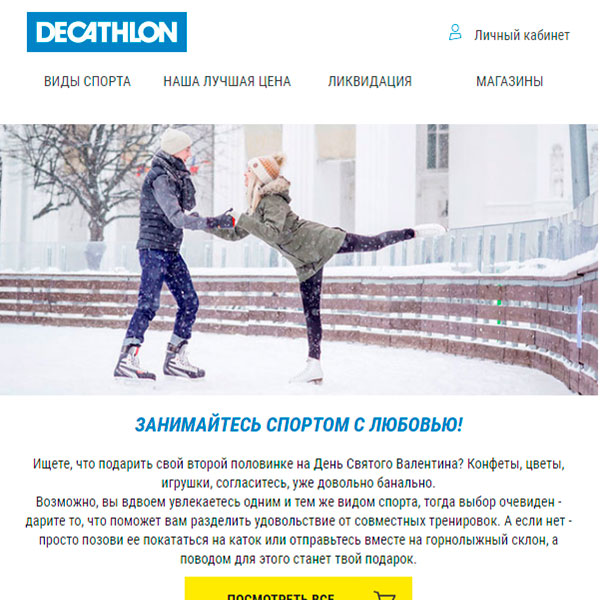 DECATHLON
Личный кабинет
ВИДЫ СПОРТА НАША ЛУЧШАЯ ЦЕНА ЛИКВИДАЦИЯ МАГАЗИНЫ
ЗАНИМАЙТЕСЬ СПОРТОМ С ЛЮБОВЬЮ!
Ищете, что подарить свой второй половинке на День Святого Валентина? Конфеты, цветы,
игрушки, согласитесь, уже довольно банально.
Возможно, вы вдвоем увлекаетесь одним и тем же видом спорта, тогда выбор очевиден -
дарите то, что поможет вам разделить удовольствие от совместных тренировок. А если нет -
просто позови ее покататься на каток или отправьтесь вместе на горнолыжный склон, а
поводом для этого станет твой подарок.
ПОСМОТРЕТЬ ВСЕ